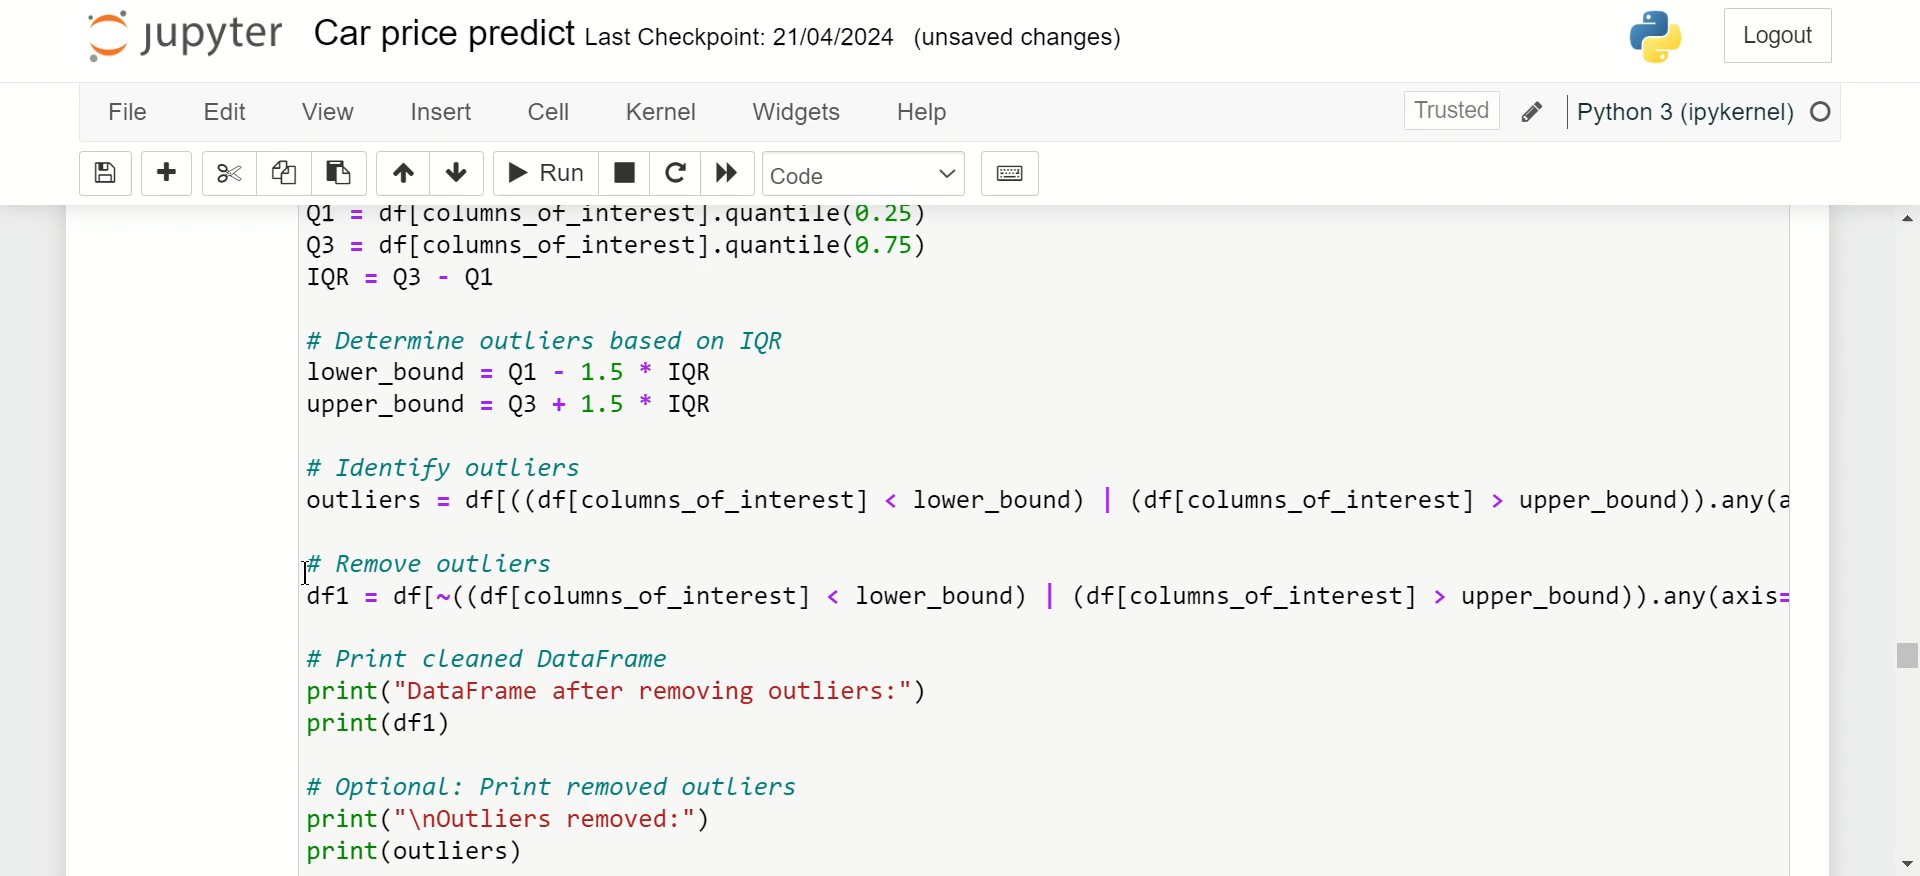 jupyter Car price predict Last Checkpoint: 21/04/2024 (unsaved changes) Logout
File Edit View Insert Cell Kernel Widgets Help Trusted Python 3 (ipykernel)
Run Code
Q1 = df[columns_of_interest].quantile(0.25)
Q3 = df[columns_of_interest].quantile(0.75)
IQR = Q3 - Q1
# Determine outliers based on IQR
lower_bound = Q1 - 1.5 * IQR
upper_bound = Q3 + 1.5 * IQR
# Identify outliers
outliers = df[((df[columns_of_interest] < lower_bound) | (df[columns_of_interest] > upper_bound)).any(a
# Remove outliers
df1 = df[~((df[columns_of_interest] < lower_bound) | (df[columns_of_interest] > upper_bound)).any(axis=
# Print cleaned DataFrame
print("DataFrame after removing outliers:")
print(df1)
# Optional: Print removed outliers
print("\nOutliers removed:")
print(outliers)